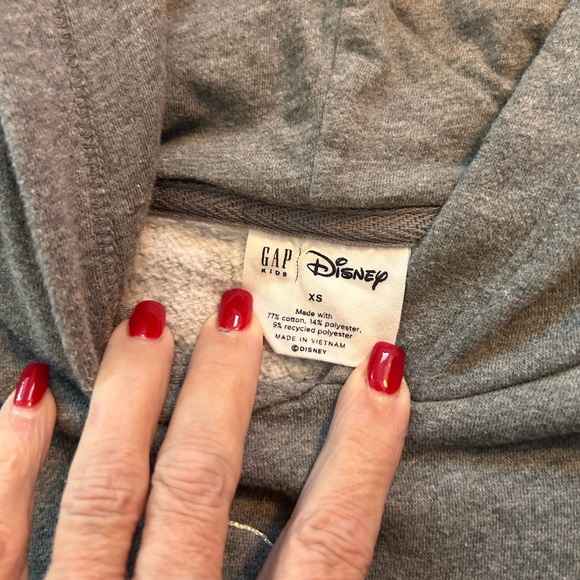 GAP
KIDS
Disney
XS
Made with
77% cotton, 14% polyester,
9% recycled polyester
MADE IN VIETNAM
©DISNEY